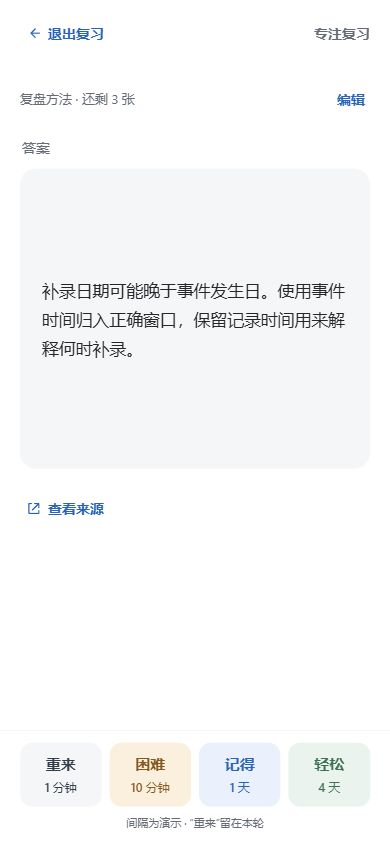 退出复习
专注复习
复盘方法 · 还剩 3 张
编辑
答案
补录日期可能晚于事件发生日。使用事件
时间归入正确窗口，保留记录时间用来解
释何时补录。
查看来源
重来
困难
记得
轻松
1 分钟
10 分钟
1 天
4 天
间隔为演示 · “重来”留在本轮